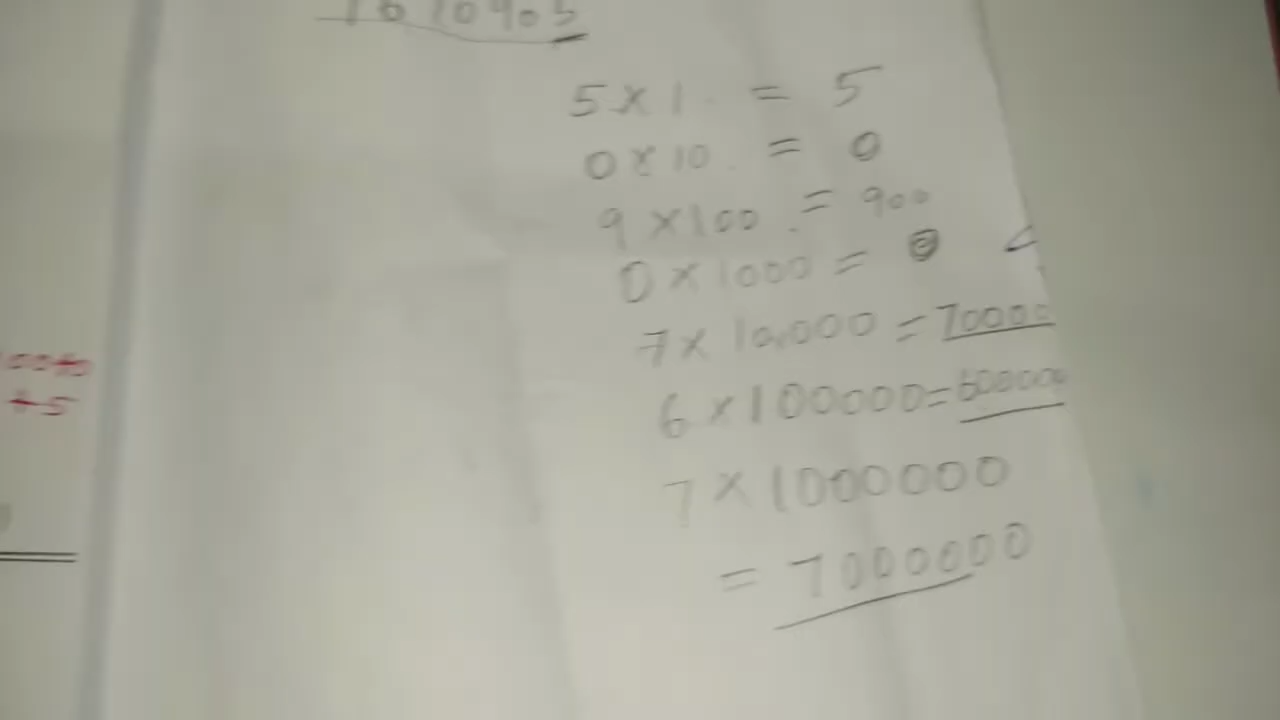 5 × 1 = 5
0 × 10 = 0
9 × 100 = 900
0 × 1000 = 0
7 × 10,000 = 70000
6 × 100000 = 600000
7 × 1000000
= 7000000
+5